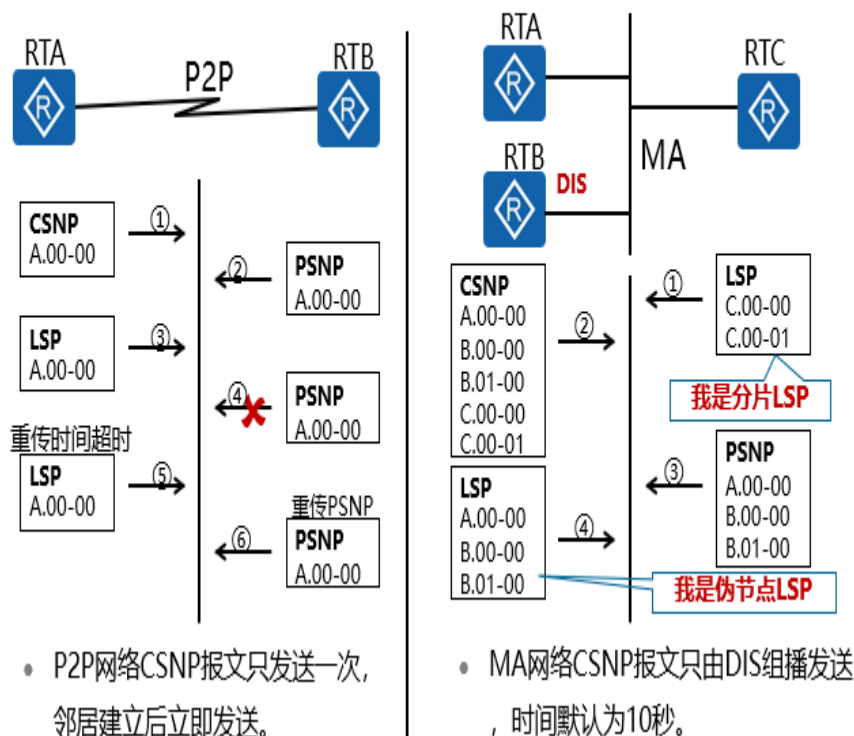 RTA
P2P
RTB
CSNP
A.00-00
①
②
PSNP
A.00-00
LSP
A.00-00
③
④
PSNP
A.00-00
重传时间超时
LSP
A.00-00
⑤
重传PSNP
⑥
PSNP
A.00-00
• P2P网络CSNP报文只发送一次，
邻居建立后立即发送。
RTA
R
RTC
RTB
DIS
MA
CSNP
A.00-00
B.00-00
B.01-00
C.00-00
C.00-01
①
LSP
C.00-00
C.00-01
②
我是分片LSP
③
PSNP
A.00-00
B.00-00
B.01-00
LSP
A.00-00
B.00-00
B.01-00
④
我是伪节点LSP
• MA网络CSNP报文只由DIS组播发送
，时间默认为10秒。